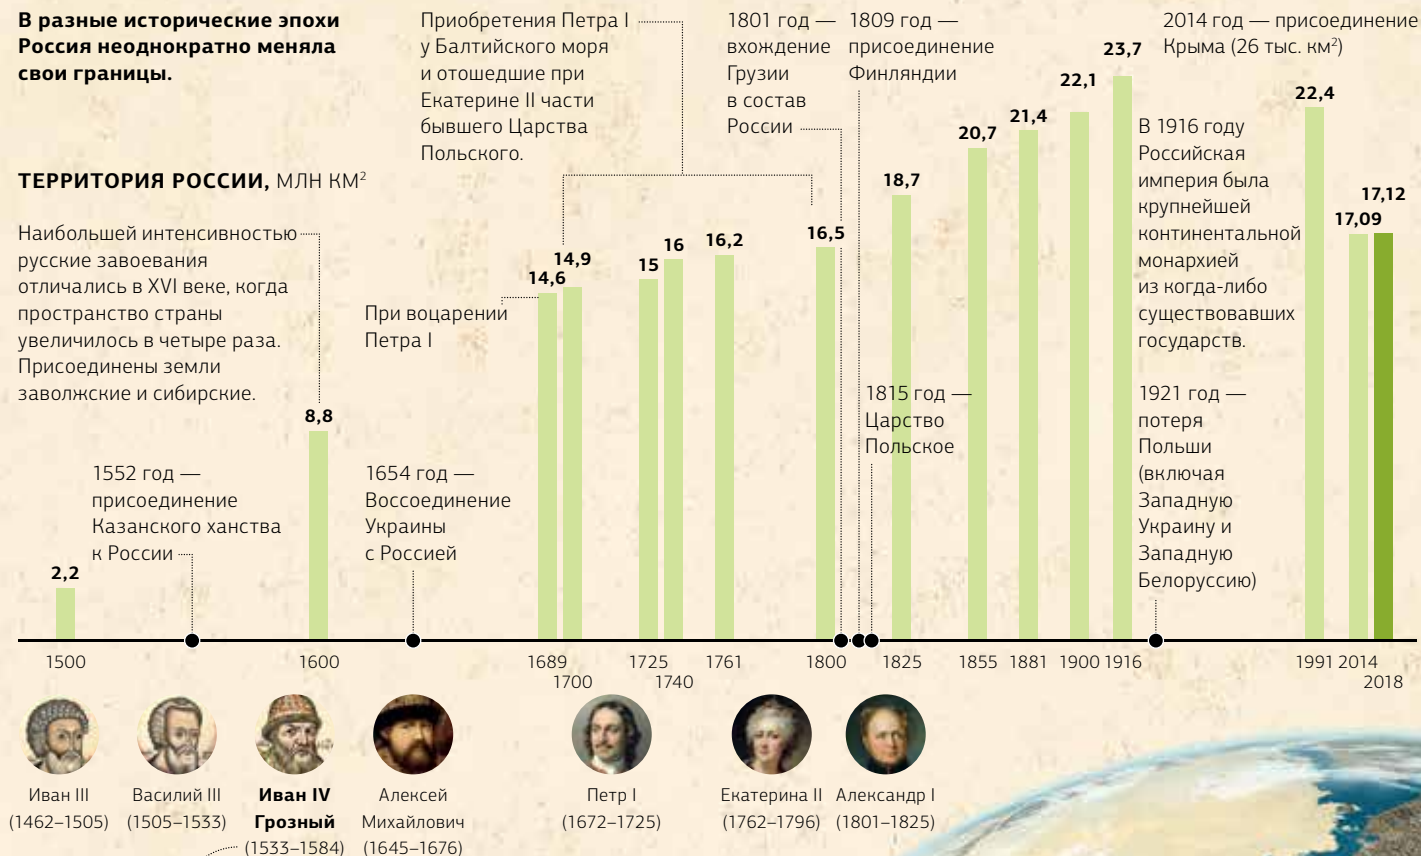 В разные исторические эпохи
Россия неоднократно меняла
свои границы.
ТЕРРИТОРИЯ РОССИИ, МЛН КМ²
Наибольшей интенсивностью
русские завоевания
отличались в XVI веке, когда
пространство страны
увеличилось в четыре раза.
Присоединены земли
заволжские и сибирские.
1552 год —
присоединение
Казанского ханства
к России
1654 год —
Воссоединение
Украины
с Россией
При воцарении
Петра I
Приобретения Петра I
у Балтийского моря
и отошедшие при
Екатерине II части
бывшего Царства
Польского.
1801 год —
вхождение
Грузии
в состав
России
1809 год —
присоединение
Финляндии
1815 год —
Царство
Польское
В 1916 году
Российская
империя была
крупнейшей
континентальной
монархией
из когда-либо
существовавших
государств.
1921 год —
потеря
Польши
(включая
Западную
Украину и
Западную
Белоруссию)
2014 год — присоединение
Крыма (26 тыс. км²)
2,2
8,8
14,6
14,9
15
16
16,2
16,5
18,7
20,7
21,4
22,1
23,7
22,4
17,09
17,12
1500
1600
1689
1700
1725
1740
1761
1800
1825
1855
1881
1900
1916
1991
2014
2018
Иван III
(1462–1505)
Василий III
(1505–1533)
Иван IV
Грозный
(1533–1584)
Алексей
Михайлович
(1645–1676)
Петр I
(1672–1725)
Екатерина II
(1762–1796)
Александр I
(1801–1825)